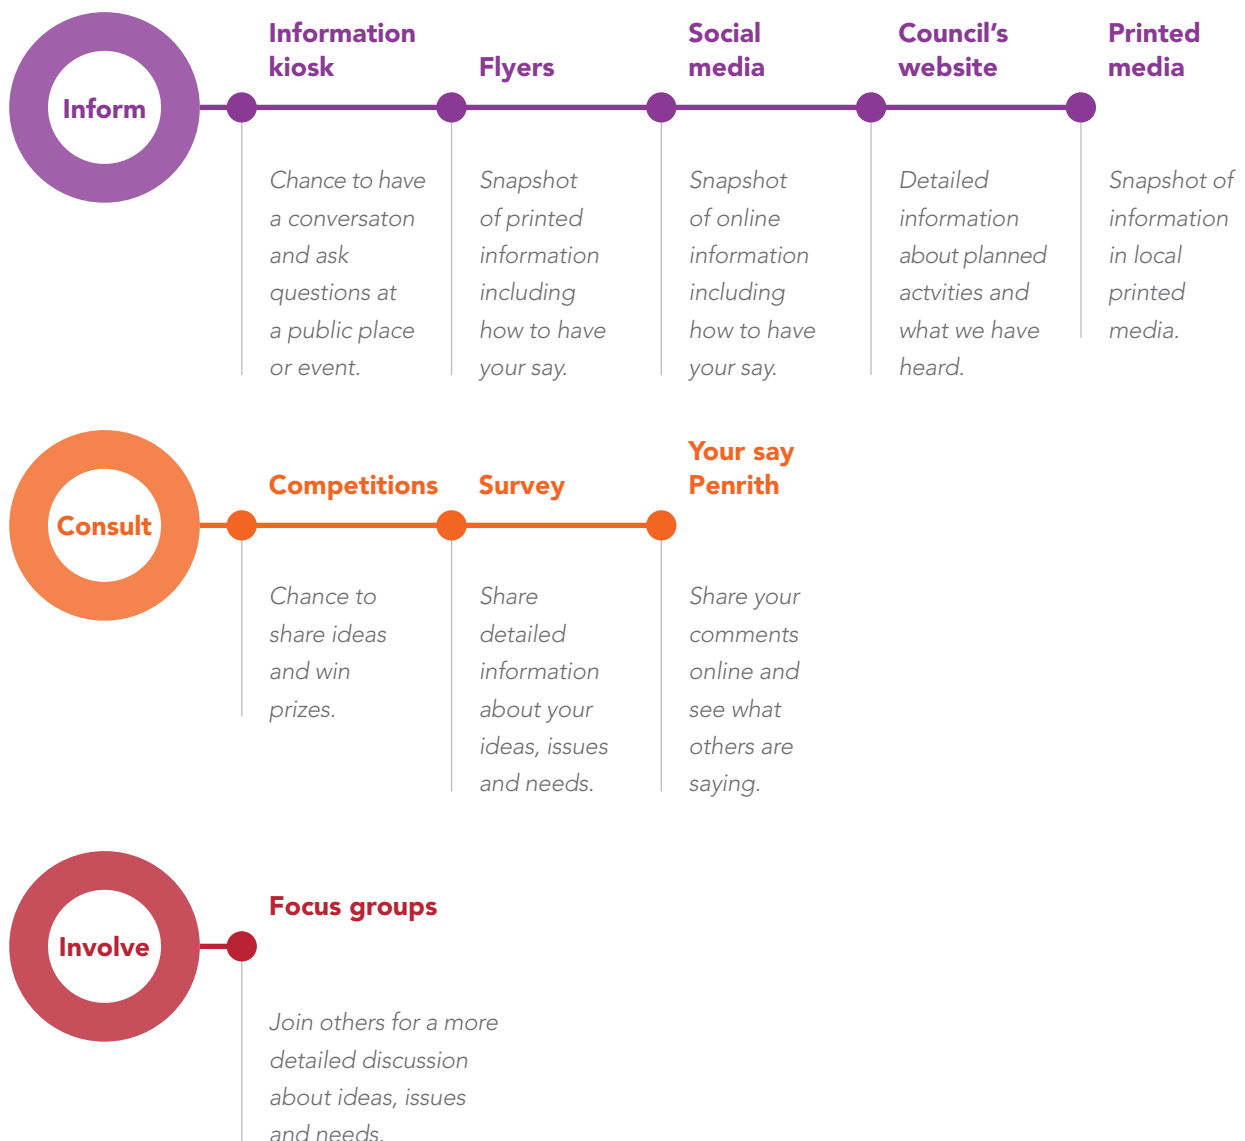 Inform
Information
kiosk
Chance to have
a conversaton
and ask
questions at
a public place
or event.
Flyers
Snapshot
of printed
information
including
how to have
your say.
Social
media
Snapshot
of online
information
including
how to have
your say.
Council’s
website
Detailed
information
about planned
actvities and
what we have
heard.
Printed
media
Snapshot of
information
in local
printed
media.
Consult
Competitions
Chance to
share ideas
and win
prizes.
Survey
Share
detailed
information
about your
ideas, issues
and needs.
Your say
Penrith
Share your
comments
online and
see what
others are
saying.
Involve
Focus groups
Join others for a more
detailed discussion
about ideas, issues
and needs.